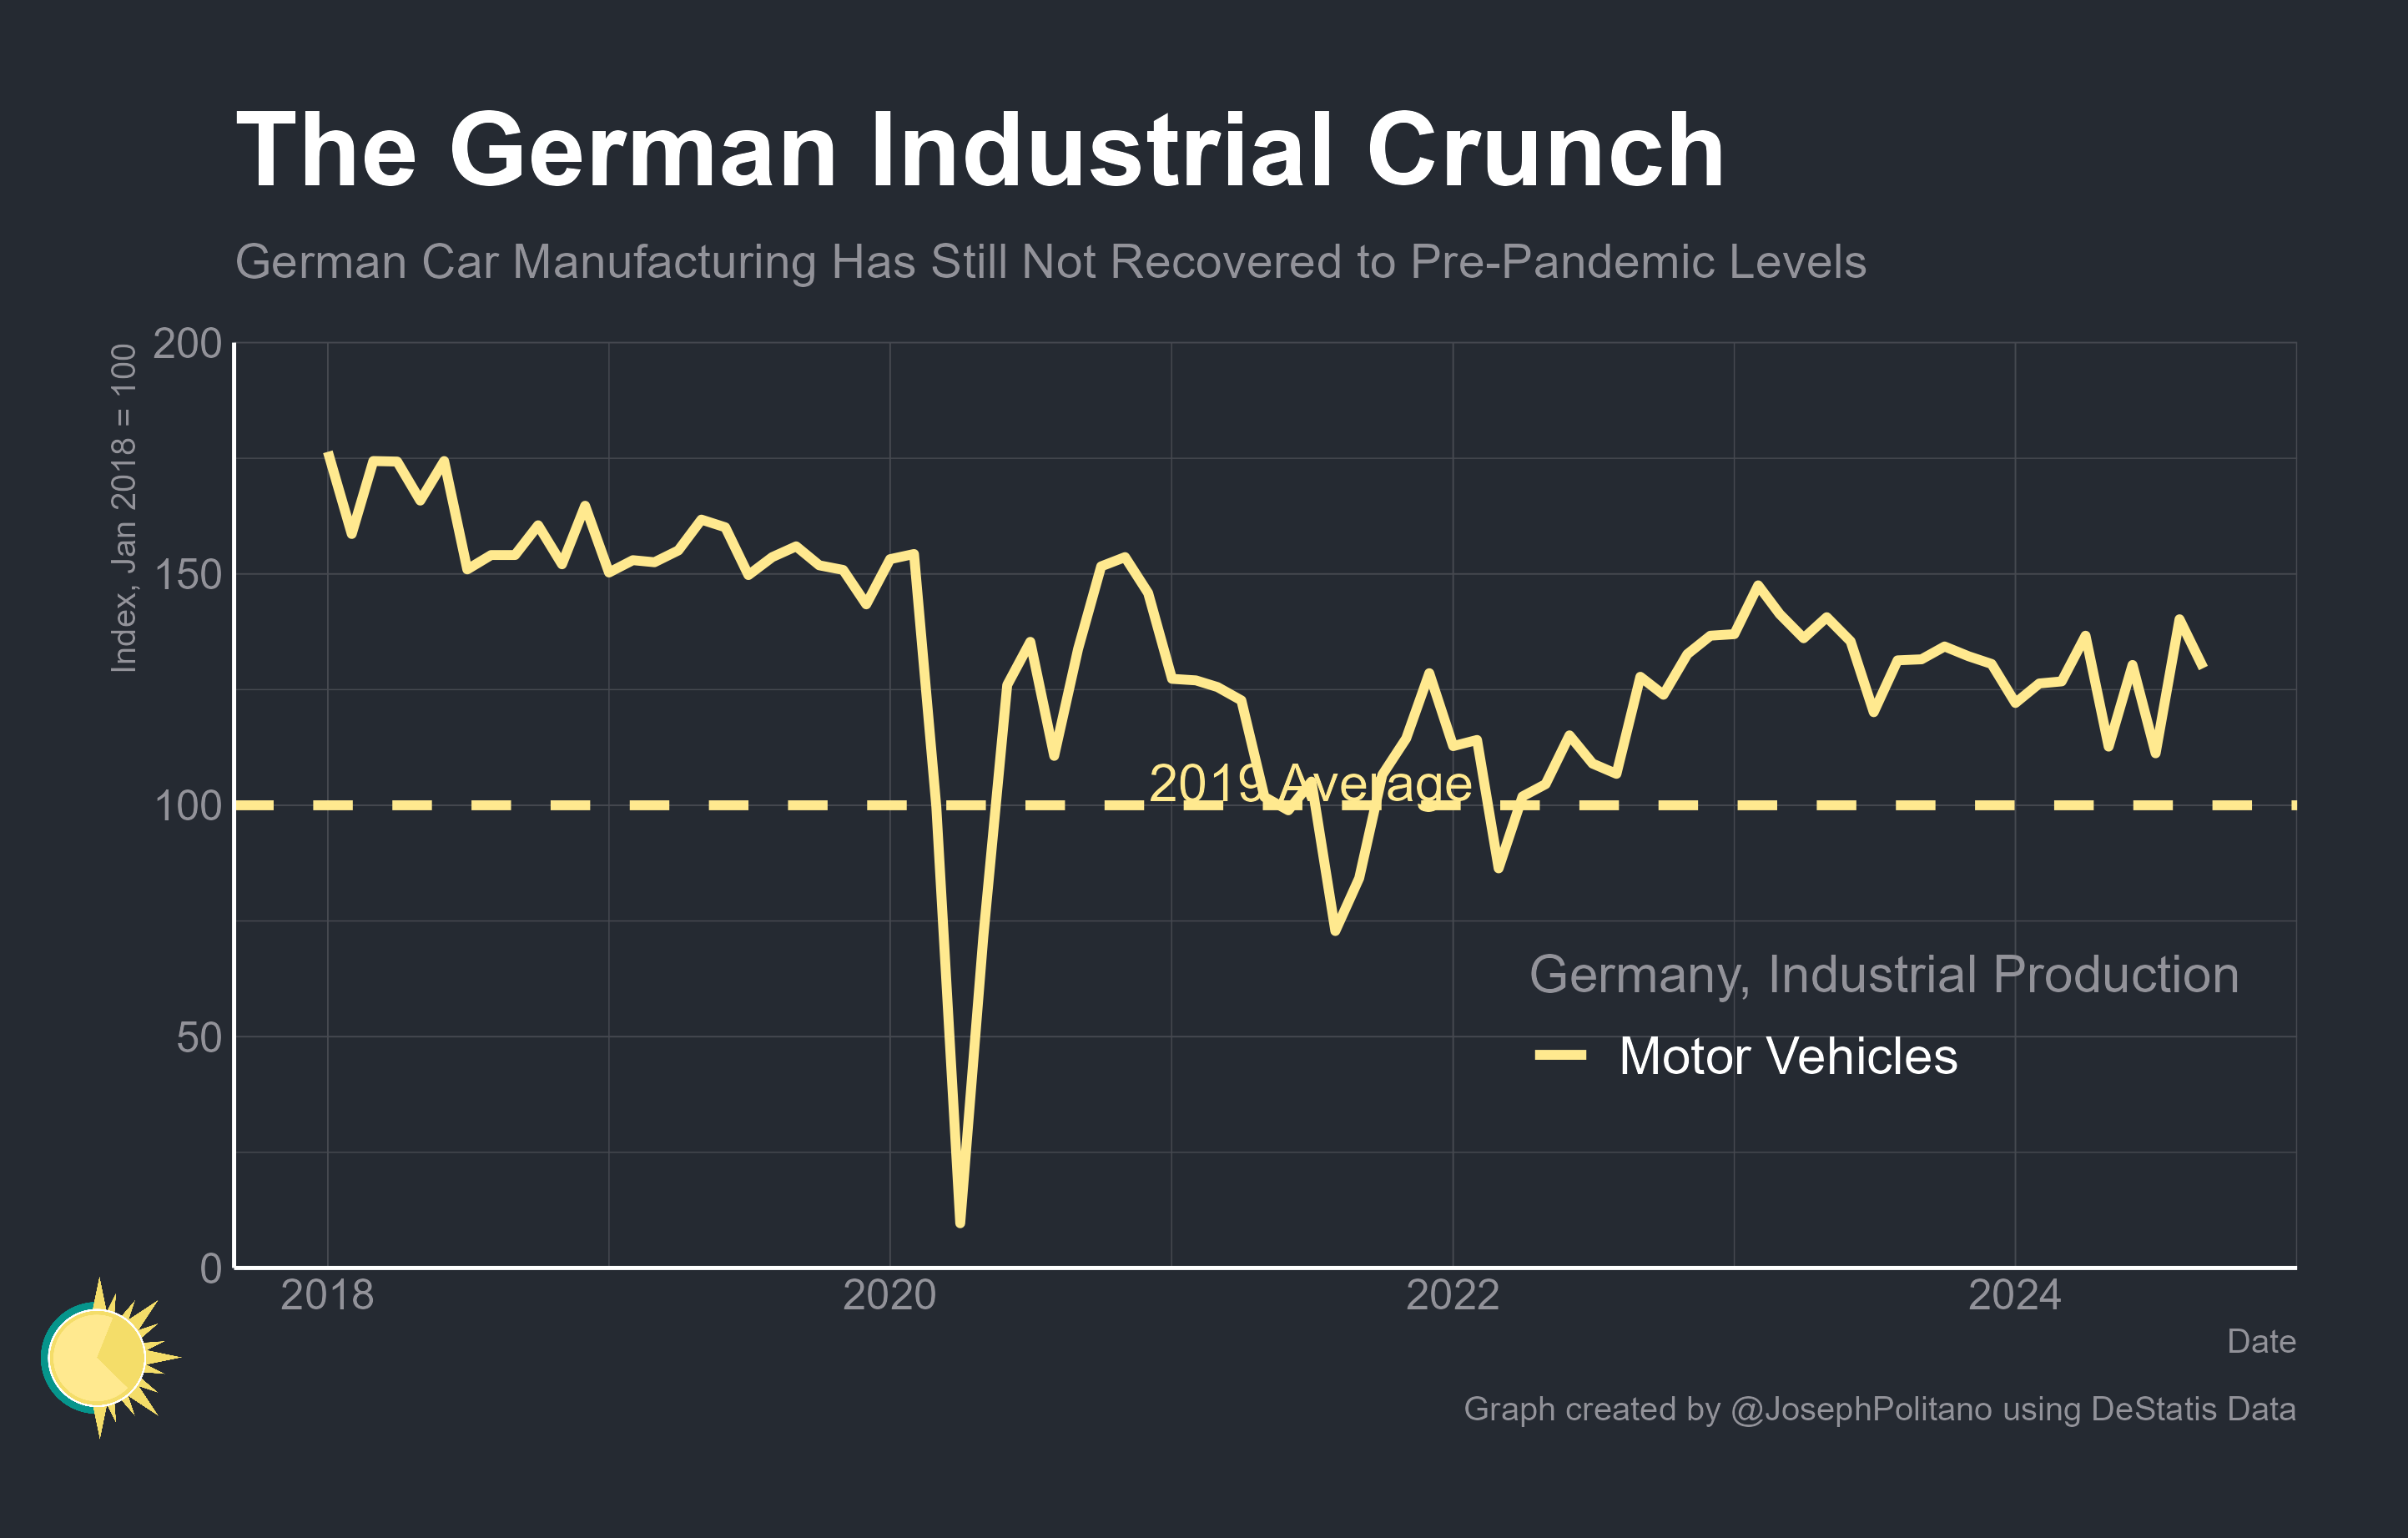 The German Industrial Crunch
German Car Manufacturing Has Still Not Recovered to Pre-Pandemic Levels
Index, Jan 2018 = 100
200
150
100
50
0
2019 Average
Germany, Industrial Production
Motor Vehicles
2018
2020
2022
2024
Date
Graph created by @JosephPolitano using DeStatis Data